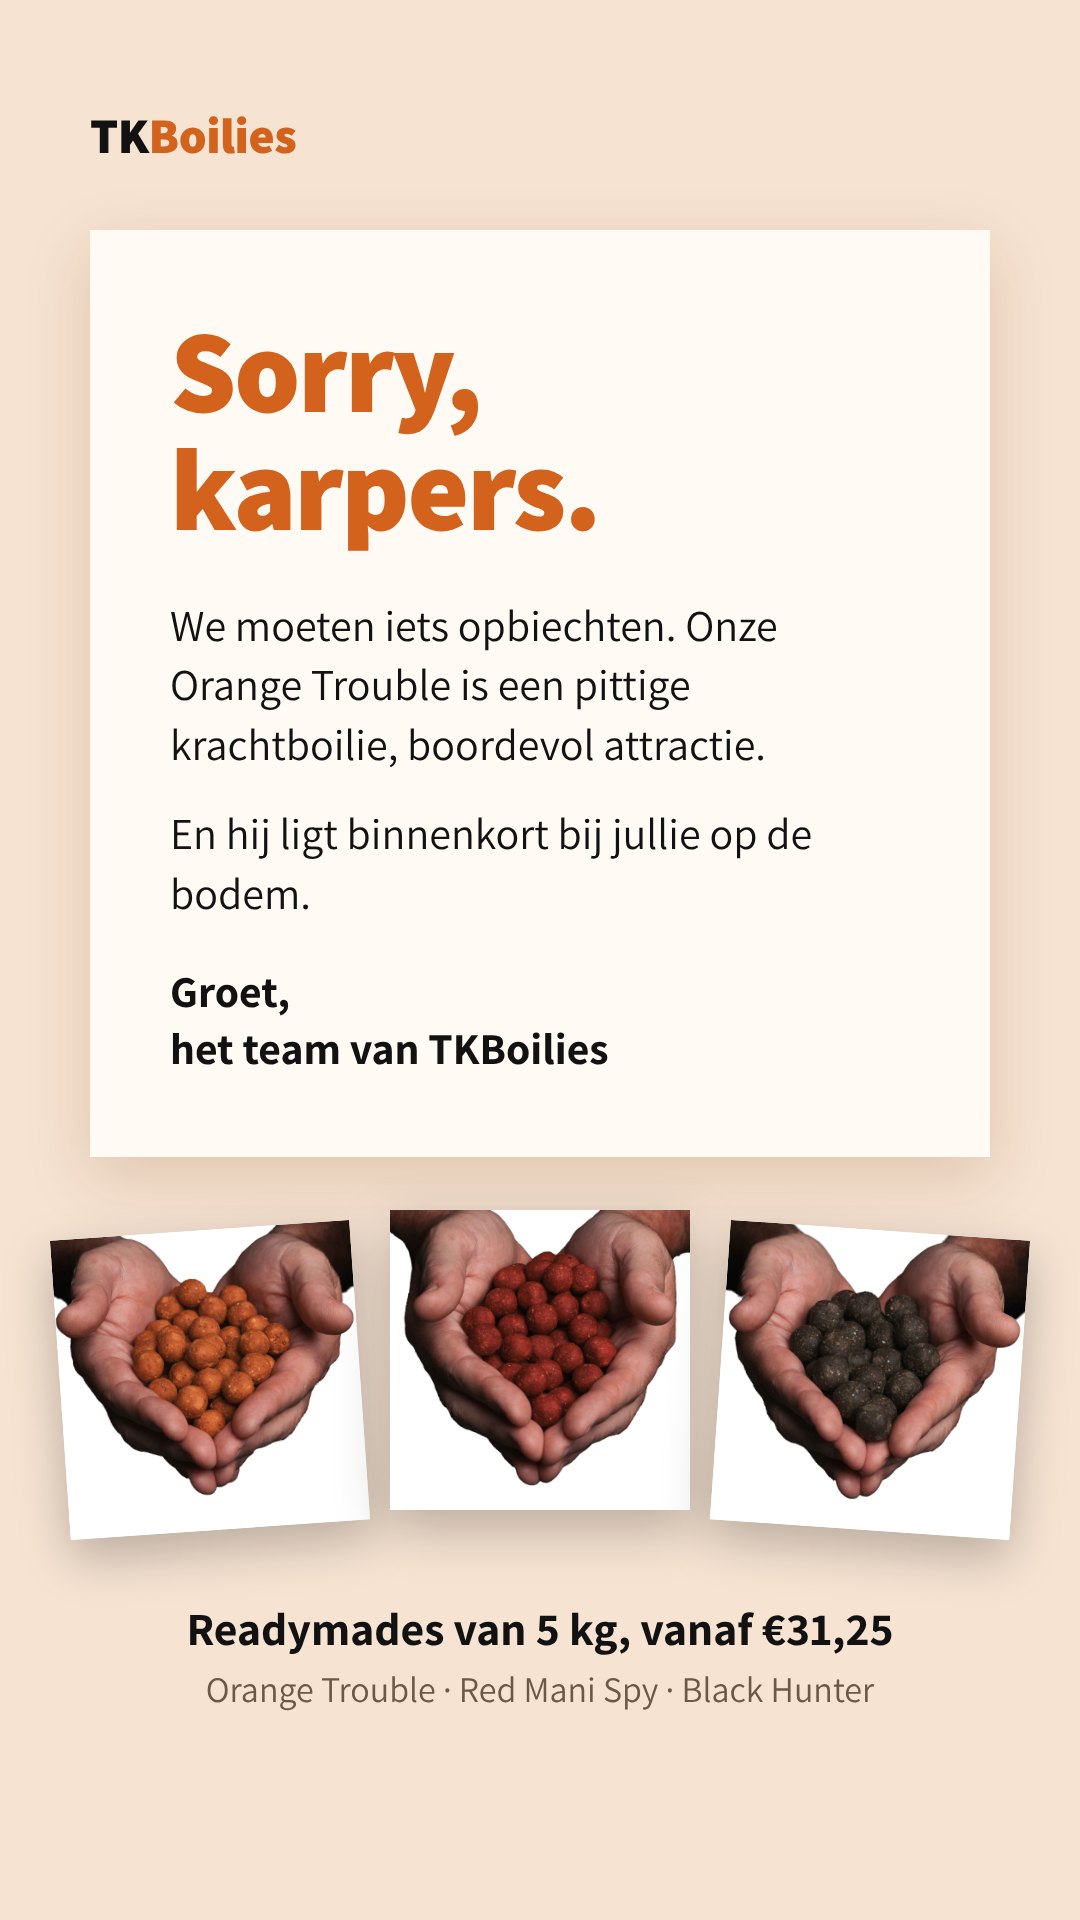 TKBoilies
Sorry,
karpers.
We moeten iets opbiechten. Onze
Orange Trouble is een pittige
krachtboilie, boordevol attractie.
En hij ligt binnenkort bij jullie op de
bodem.
Groet,
het team van TKBoilies
Readymades van 5 kg, vanaf €31,25
Orange Trouble · Red Mani Spy · Black Hunter